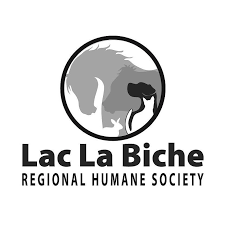 Lac La Biche
REGIONAL HUMANE SOCIETY